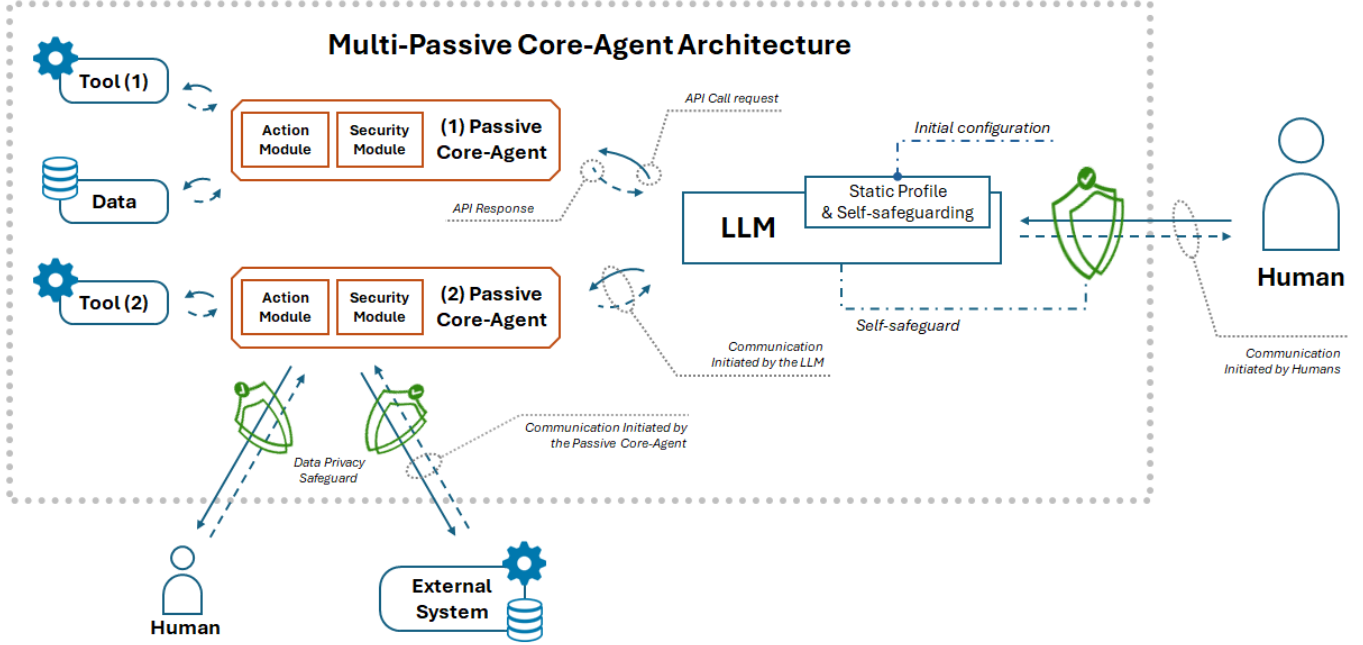 Multi-Passive Core-Agent Architecture
Tool (1)
API Call request
Action
Module
Security
Module
(1) Passive
Core-Agent
Initial configuration
Data
API Response
Static Profile
& Self-safeguarding
LLM
Human
Tool (2)
Action
Module
Security
Module
(2) Passive
Core-Agent
Self-safeguard
Communication
Initiated by the LLM
Communication
Initiated by Humans
Communication Initiated by
the Passive Core-Agent
Data Privacy
Safeguard
External
System
Human